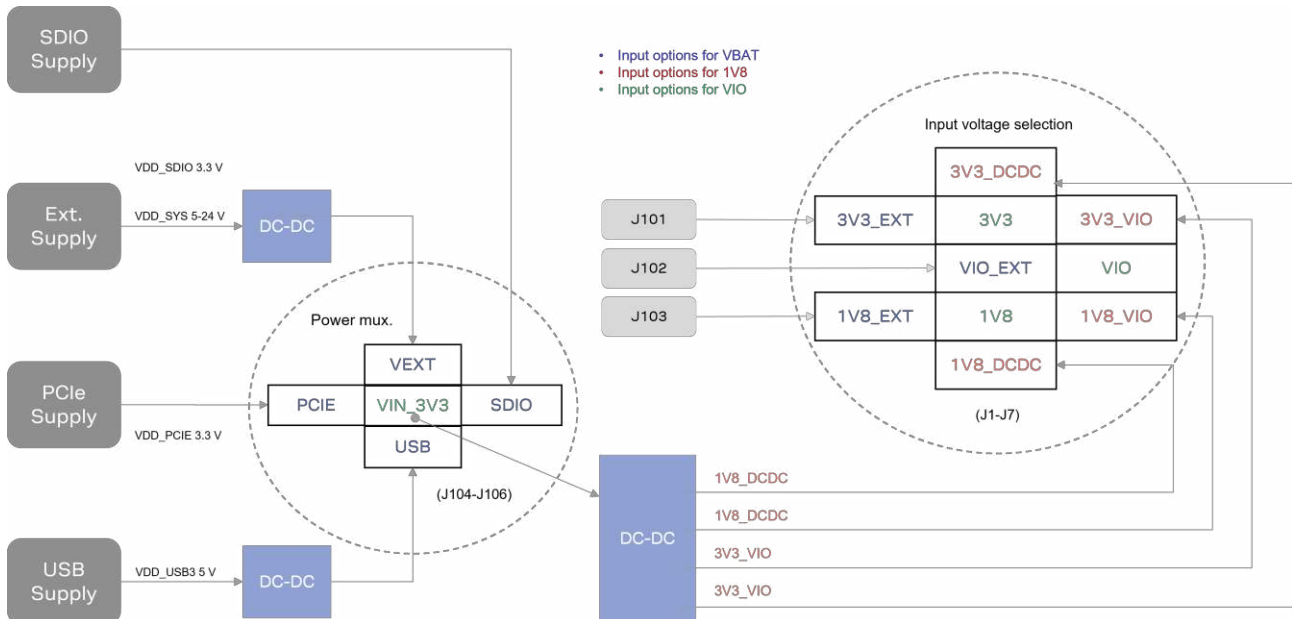 SDIO
Supply
• Input options for VBAT
• Input options for 1V8
• Input options for VIO
Input voltage selection
VDD_SDIO 3.3 V
Ext.
Supply
VDD_SYS 5-24 V
DC-DC
J101
J102
J103
3V3_DCDC
3V3_EXT 3V3 3V3_VIO
VIO_EXT VIO
1V8_EXT 1V8 1V8_VIO
1V8_DCDC
(J1-J7)
Power mux.
VEXT
PCIE VIN_3V3 SDIO
USB
(J104-J106)
PCIe
Supply
VDD_PCIE 3.3 V
DC-DC
1V8_DCDC
1V8_DCDC
3V3_VIO
3V3_VIO
USB
Supply
VDD_USB3 5 V
DC-DC